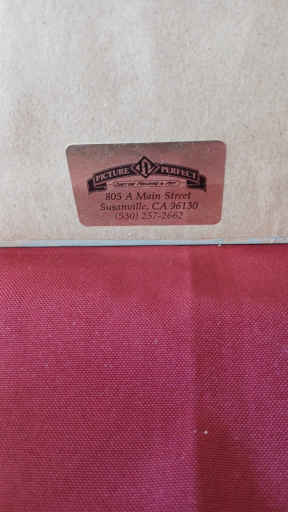 PICTURE PERFECT
805 A Main Street
Susanville, CA 96130
(530) 257-2662